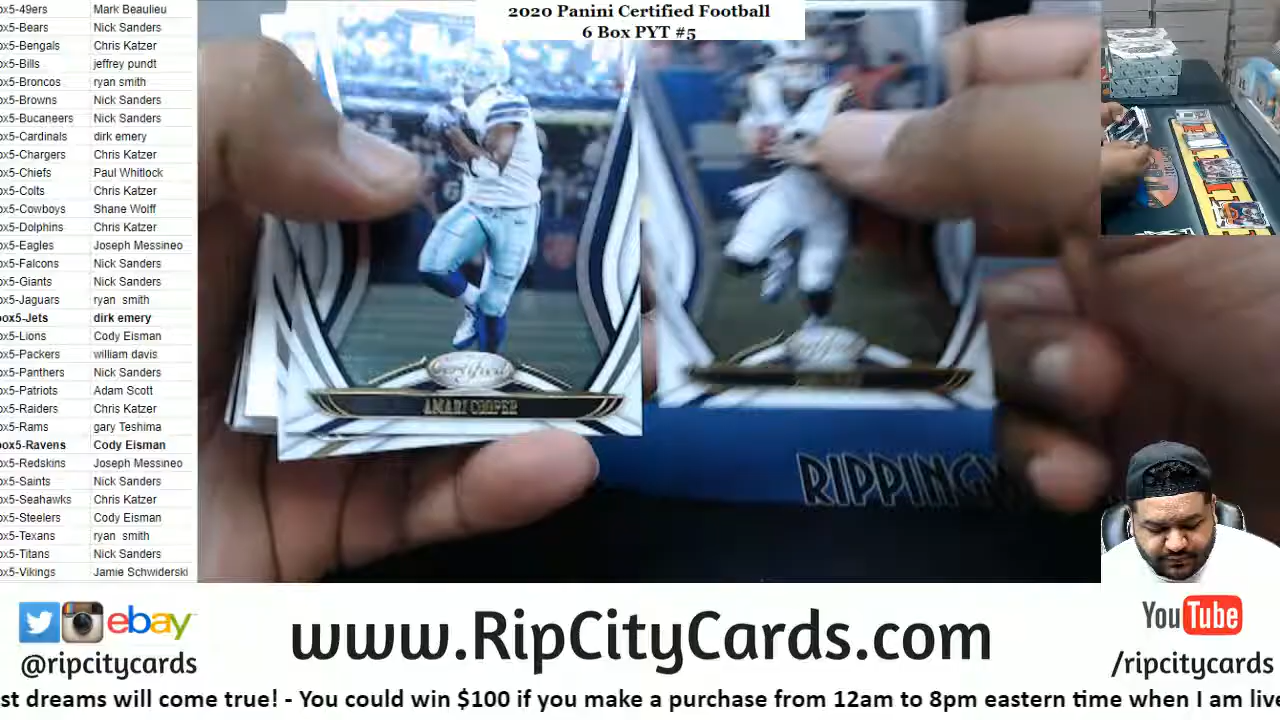 2020 Panini Certified Football
6 Box PYT #5
ox5-49ers Mark Beaulieu
ox5-Bears Nick Sanders
ox5-Bengals Chris Katzer
ox5-Bills jeffrey pundt
ox5-Broncos ryan smith
ox5-Browns Nick Sanders
ox5-Bucaneers Nick Sanders
ox5-Cardinals dirk emery
ox5-Chargers Chris Katzer
ox5-Chiefs Paul Whitlock
ox5-Colts Chris Katzer
ox5-Cowboys Shane Wolff
ox5-Dolphins Chris Katzer
ox5-Eagles Joseph Messineo
ox5-Falcons Nick Sanders
ox5-Giants Nick Sanders
ox5-Jaguars ryan smith
box5-Jets dirk emery
ox5-Lions Cody Eisman
ox5-Packers william davis
ox5-Panthers Nick Sanders
ox5-Patriots Adam Scott
ox5-Raiders Chris Katzer
ox5-Rams gary Teshima
box5-Ravens Cody Eisman
ox5-Redskins Joseph Messineo
ox5-Saints Nick Sanders
ox5-Seahawks Chris Katzer
ox5-Steelers Cody Eisman
ox5-Texans ryan smith
ox5-Titans Nick Sanders
ox5-Vikings Jamie Schwiderski
Certified
AMARI COOPER
RIPPING
ebay
@ripcitycards
www.RipCityCards.com
YouTube
/ripcitycards
st dreams will come true! - You could win $100 if you make a purchase from 12am to 8pm eastern time when I am live